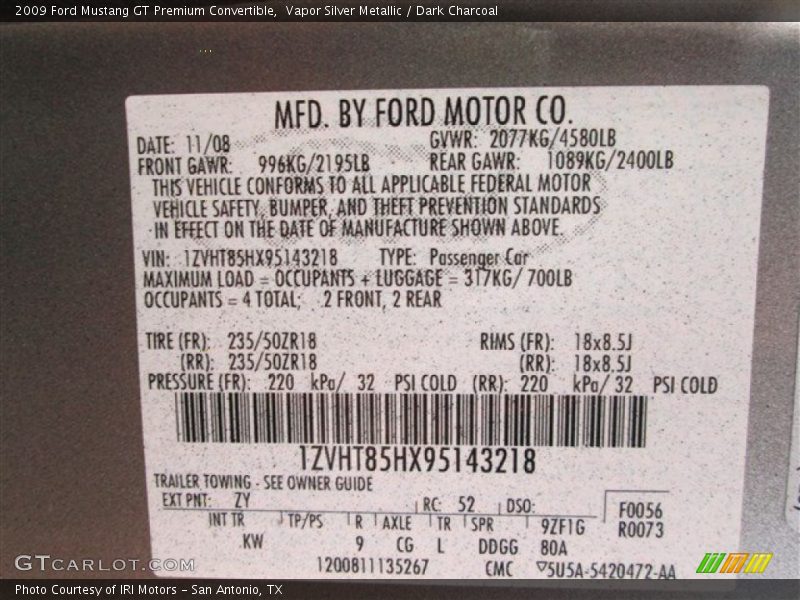 2009 Ford Mustang GT Premium Convertible,  Vapor Silver Metallic / Dark Charcoal
MFD. BY FORD MOTOR CO.
DATE: 11/08 GVWR: 2077KG/4580LB
FRONT GAWR: 996KG/2195LB REAR GAWR: 1089KG/2400LB
THIS VEHICLE CONFORMS TO ALL APPLICABLE FEDERAL MOTOR
VEHICLE SAFETY, BUMPER, AND THEFT PREVENTION STANDARDS
IN EFFECT ON THE DATE OF MANUFACTURE SHOWN ABOVE.
VIN: 1ZVHT85HX95143218 TYPE: Passenger Car
MAXIMUM LOAD = OCCUPANTS + LUGGAGE = 317KG/ 700LB
OCCUPANTS = 4 TOTAL; 2 FRONT, 2 REAR
TIRE (FR): 235/50ZR18 RIMS (FR): 18x8.5J
(RR): 235/50ZR18 (RR): 18x8.5J
PRESSURE (FR): 220 kPa/ 32 PSI COLD (RR): 220 kPa/ 32 PSI COLD
1ZVHT85HX95143218
TRAILER TOWING - SEE OWNER GUIDE
EXT PNT: ZY RC: 52 DSO: F0056
INT TR TP/PS R AXLE TR SPR 9ZF1G R0073
KW 9 CG L DDGG 80A
1200811135267 CMC ▽5U5A-5420472-AA
GTCARLOT.COM
Photo Courtesy of IRI Motors – San Antonio, TX